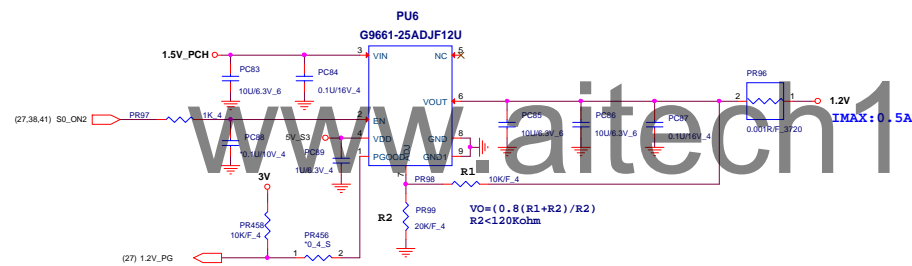 PU6
G9661-25ADJF12U
1.5V_PCH
3
VIN
NC
5
PC83
10U/6.3V_6
PC84
0.1U/16V_4
VOUT
6
PR96
2
1
1.2V
0.001R/F_3720
IMAX:0.5A
(27,38,41) S0_ON2
PR97
1K_4
2
EN
PC88
*0.1U/10V_4
5V_S3
4
VDD
GND
8
PC85
10U/6.3V_6
PC86
10U/6.3V_6
PC87
0.1U/16V_4
PC89
1U/6.3V_4
1
PGOOD
ADJ
GND1
9
7
R1
PR98
10K/F_4
3V
R2
PR99
20K/F_4
VO=(0.8(R1+R2)/R2)
R2<120Kohm
PR458
10K/F_4
PR456
*0_4_S
(27) 1.2V_PG
1
2
www.aitech1